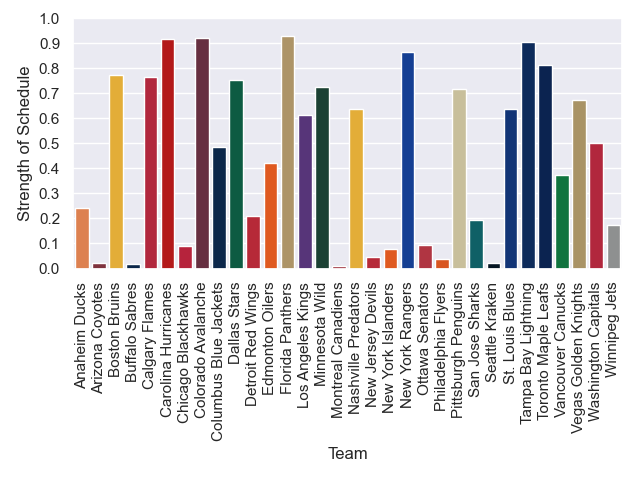 1.0
0.9
0.8
0.7
0.6
0.5
0.4
0.3
0.2
0.1
0.0
Strength of Schedule
Anaheim Ducks
Arizona Coyotes
Boston Bruins
Buffalo Sabres
Calgary Flames
Carolina Hurricanes
Chicago Blackhawks
Colorado Avalanche
Columbus Blue Jackets
Dallas Stars
Detroit Red Wings
Edmonton Oilers
Florida Panthers
Los Angeles Kings
Minnesota Wild
Montreal Canadiens
Nashville Predators
New Jersey Devils
New York Islanders
New York Rangers
Ottawa Senators
Philadelphia Flyers
Pittsburgh Penguins
San Jose Sharks
Seattle Kraken
St. Louis Blues
Tampa Bay Lightning
Toronto Maple Leafs
Vancouver Canucks
Vegas Golden Knights
Washington Capitals
Winnipeg Jets
Team